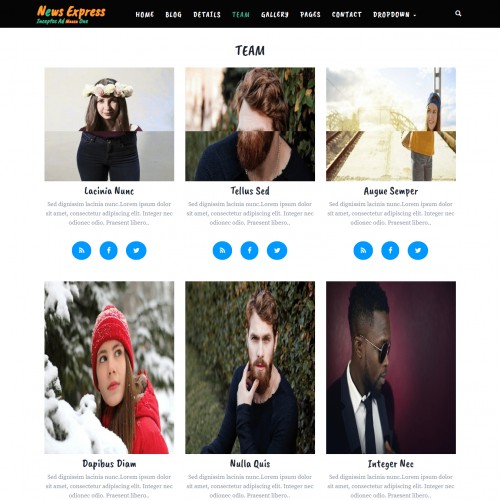 News Express
Inceptos Ad Massa Duo
HOME BLOG DETAILS TEAM GALLERY PAGES CONTACT DROPDOWN
TEAM
Lacinia Nunc
Sed dignissim lacinia nunc.Lorem ipsum dolor
sit amet, consectetur adipiscing elit. Integer nec
odionec odio. Praesent libero..
Tellus Sed
Sed dignissim lacinia nunc.Lorem ipsum dolor
sit amet, consectetur adipiscing elit. Integer nec
odionec odio. Praesent libero..
Augue Semper
Sed dignissim lacinia nunc.Lorem ipsum dolor
sit amet, consectetur adipiscing elit. Integer nec
odionec odio. Praesent libero..
Dapibus Diam
Sed dignissim lacinia nunc.Lorem ipsum dolor
sit amet, consectetur adipiscing elit. Integer nec
odionec odio. Praesent libero..
Nulla Quis
Sed dignissim lacinia nunc.Lorem ipsum dolor
sit amet, consectetur adipiscing elit. Integer nec
odionec odio. Praesent libero..
Integer Nec
Sed dignissim lacinia nunc.Lorem ipsum dolor
sit amet, consectetur adipiscing elit. Integer nec
odionec odio. Praesent libero..